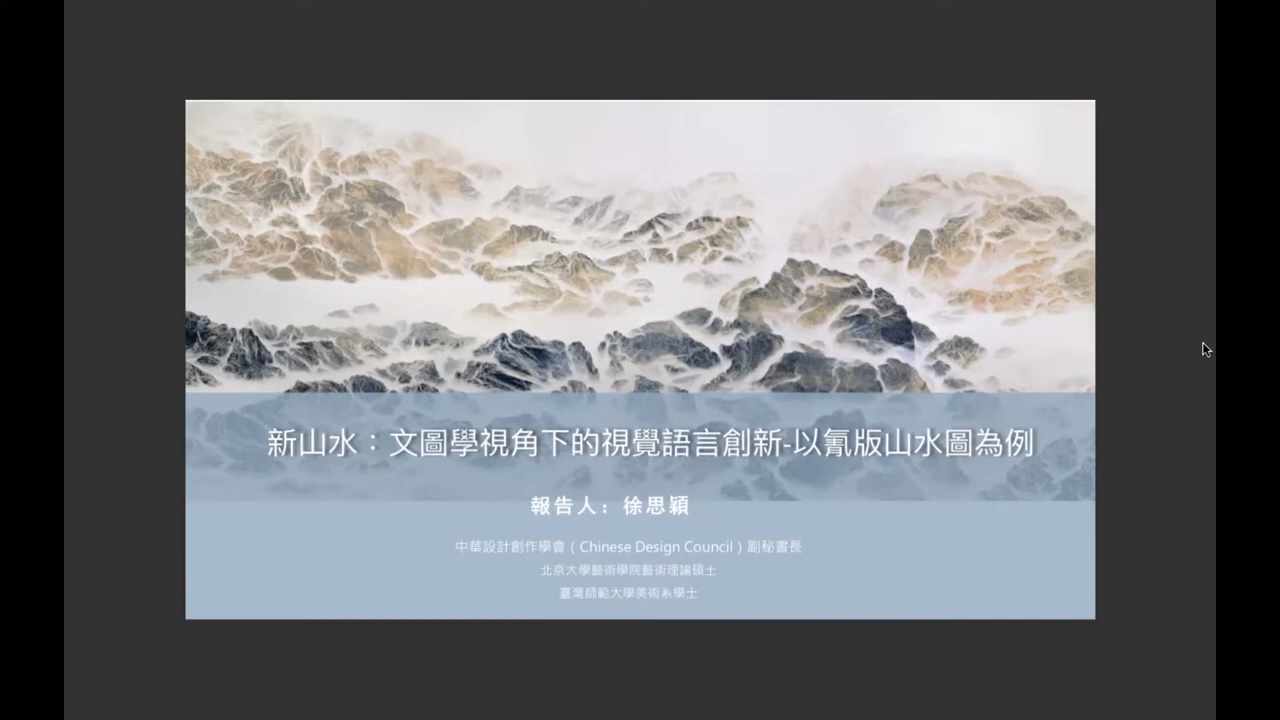 新山水：文圖學視角下的視覺語言創新-以氰版山水圖為例
報告人：徐思穎
中華設計創作學會（Chinese Design Council）副秘書長
北京大學藝術學院藝術理論碩士
臺灣師範大學美術系學士